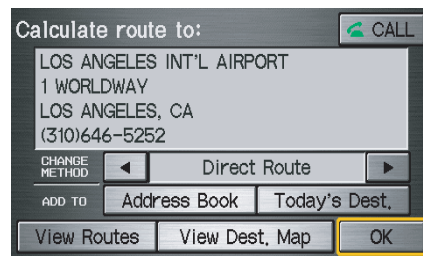 Calculate route to:
CALL
LOS ANGELES INT'L AIRPORT
1 WORLDWAY
LOS ANGELES, CA
(310)646-5252
CHANGE METHOD
Direct Route
ADD TO
Address Book
Today's Dest.
View Routes
View Dest. Map
OK